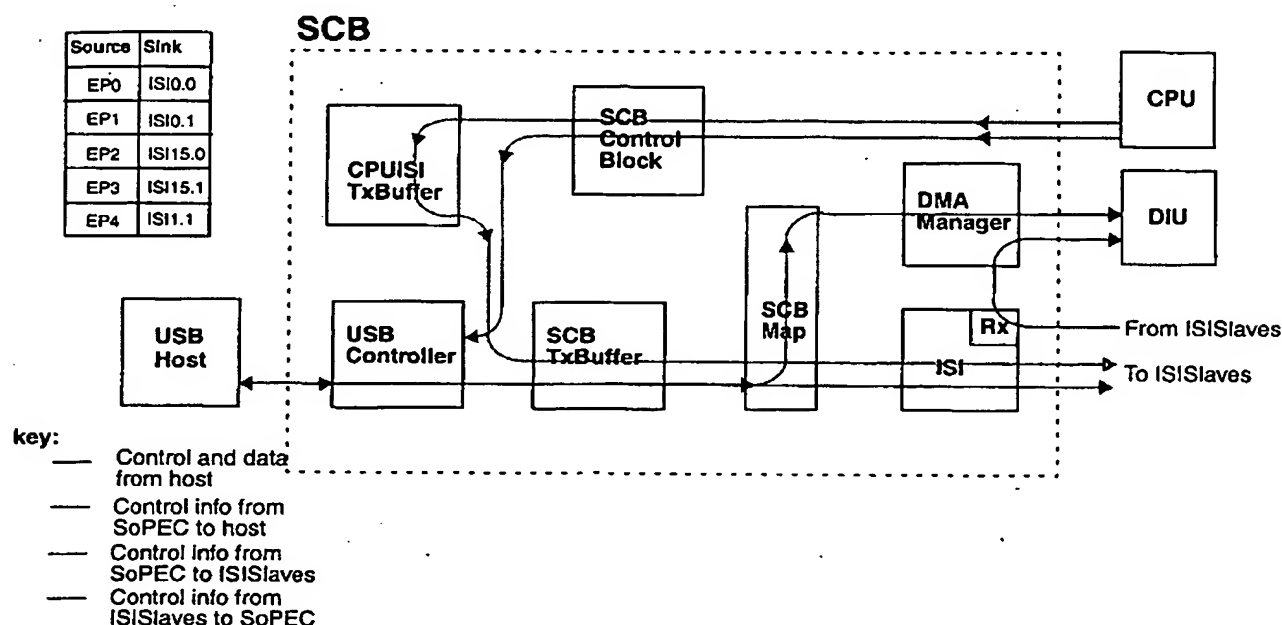 SCB
Source Sink
EP0 ISI0.0
EP1 ISI0.1
EP2 ISI15.0
EP3 ISI15.1
EP4 ISI1.1
CPU
SCB
Control
Block
CPUISI
TxBuffer
DMA
Manager
DIU
USB
Host
USB
Controller
SCB
TxBuffer
SCB
Map
Rx
ISI
From ISISlaves
To ISISlaves
key:
Control and data
from host
Control info from
SoPEC to host
Control info from
SoPEC to ISISlaves
Control info from
ISISlaves to SoPEC